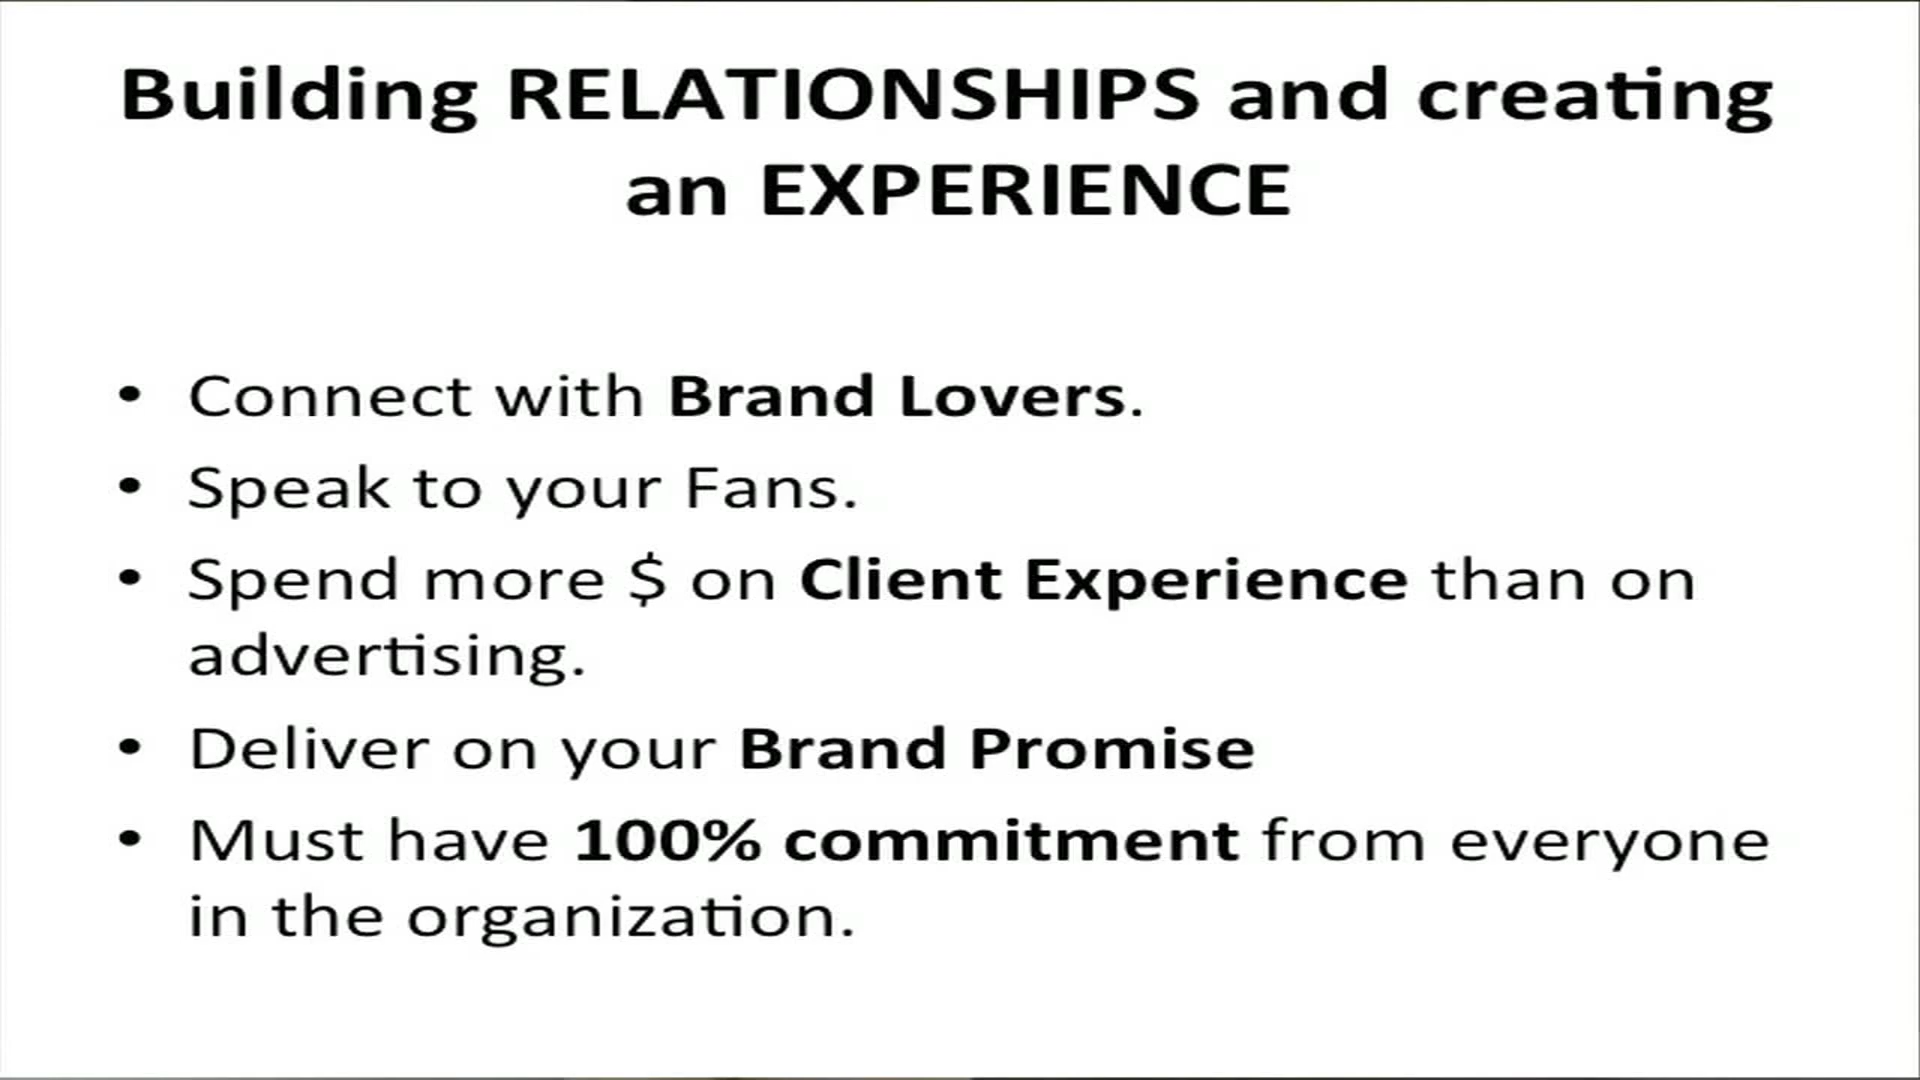 Building RELATIONSHIPS and creating
an EXPERIENCE
• Connect with Brand Lovers.
• Speak to your Fans.
• Spend more $ on Client Experience than on
advertising.
• Deliver on your Brand Promise
• Must have 100% commitment from everyone
in the organization.